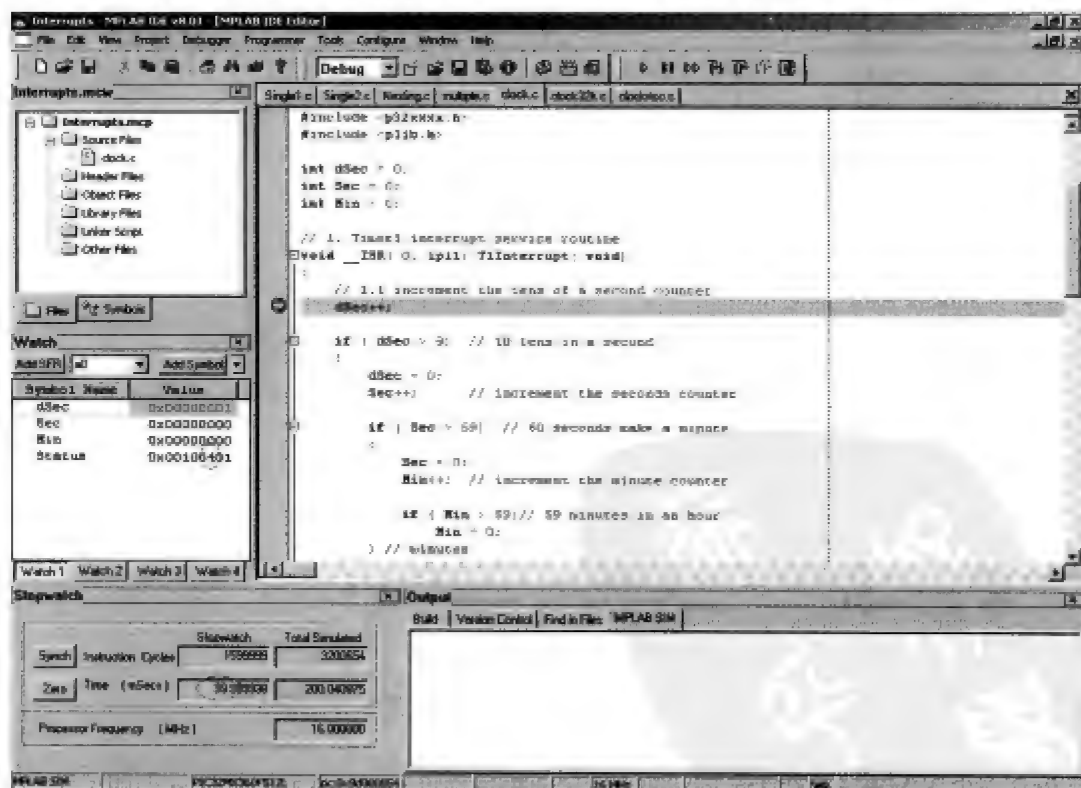 Interrupts - MPLAB IDE v8.01 - [MPLAB IDE Editor]
File Edit View Project Debugger Programmer Tools Configure Window Help
Debug
Interrupts.mcw
Interrupts.mcp
Source Files
clock.c
Header Files
Object Files
Library Files
Linker Script
Other Files
Files Symbols
Single1.c Single2.c multiple.c clock.c clock32k.c
#include <p32xxxx.h>
#include <plib.h>
int dSec = 0;
int Sec = 0;
int Min = 0;
// 1. Timer1 interrupt service routine
void __ISR( 0, ipl1) T1Interrupt( void)
{
// 1.1 increment the tens of a second counter
dSec++;
if ( dSec > 9) // 10 tens in a second
{
dSec = 0;
Sec++; // increment the seconds counter
if ( Sec > 59) // 60 seconds make a minute
{
Sec = 0;
Min++; // increment the minute counter
if ( Min > 59)// 59 minutes in an hour
Min = 0;
} // minutes
Watch
Add SFR Add Symbol
Symbol Name Value
dSec 0x00000001
Sec 0x00000000
Min 0x00000000
Status 0x00100401
Watch 1 Watch 2 Watch 3 Watch 4
Stopwatch
Stopwatch Total Simulated
Synch Instruction Cycles 1599999 3200654
Zero Time (mSecs) 200.040875
Processor Frequency (MHz) 16.000000
Output
Build Version Control Find in Files MPLAB SIM
MPLAB SIM